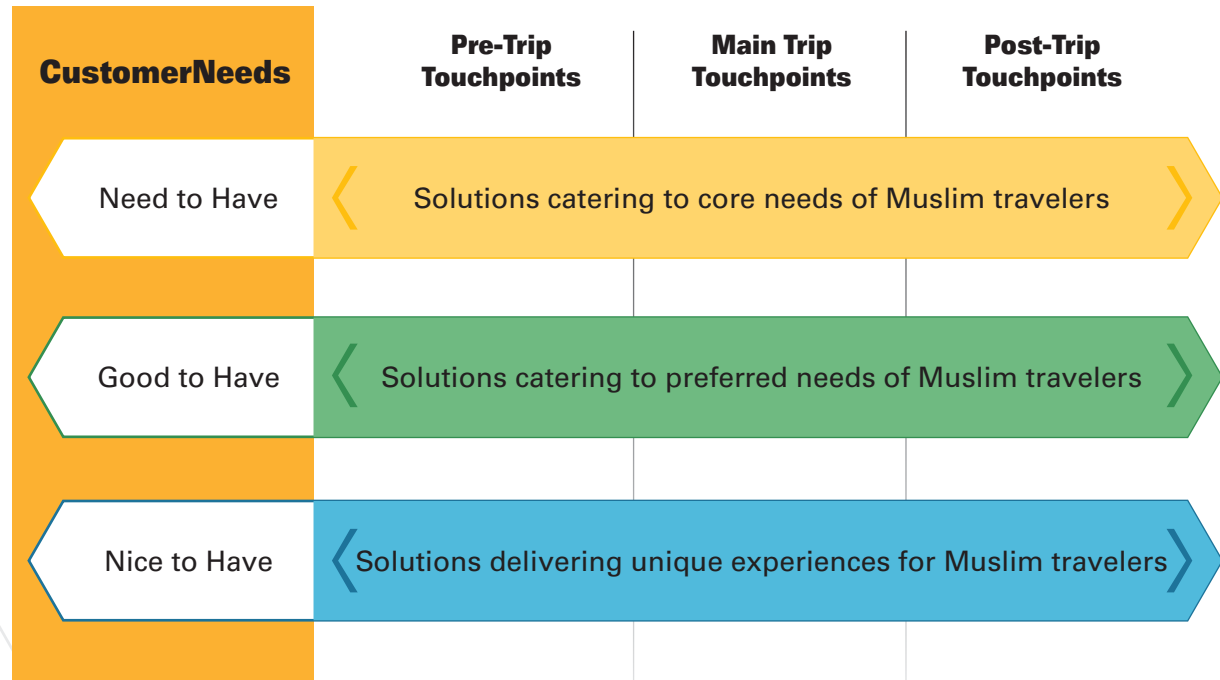 CustomerNeeds
Pre-Trip
Touchpoints
Main Trip
Touchpoints
Post-Trip
Touchpoints
Need to Have
Solutions catering to core needs of Muslim travelers
Good to Have
Solutions catering to preferred needs of Muslim travelers
Nice to Have
Solutions delivering unique experiences for Muslim travelers